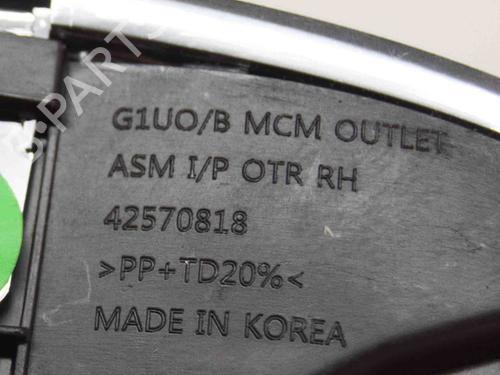 G1UO/B MCM OUTLET
ASM I/P OTR RH
42570818
>PP+TD20%<
MADE IN KOREA